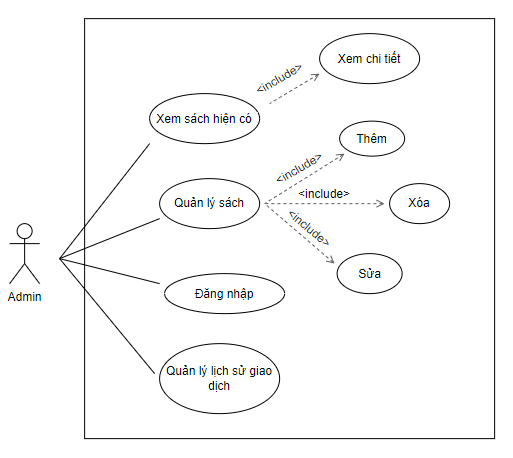 Xem chi tiết
<include>
Xem sách hiện có
Thêm
<include>
Quản lý sách
<include>
Xóa
<include>
Sửa
Admin
Đăng nhập
Quản lý lịch sử giao
dịch